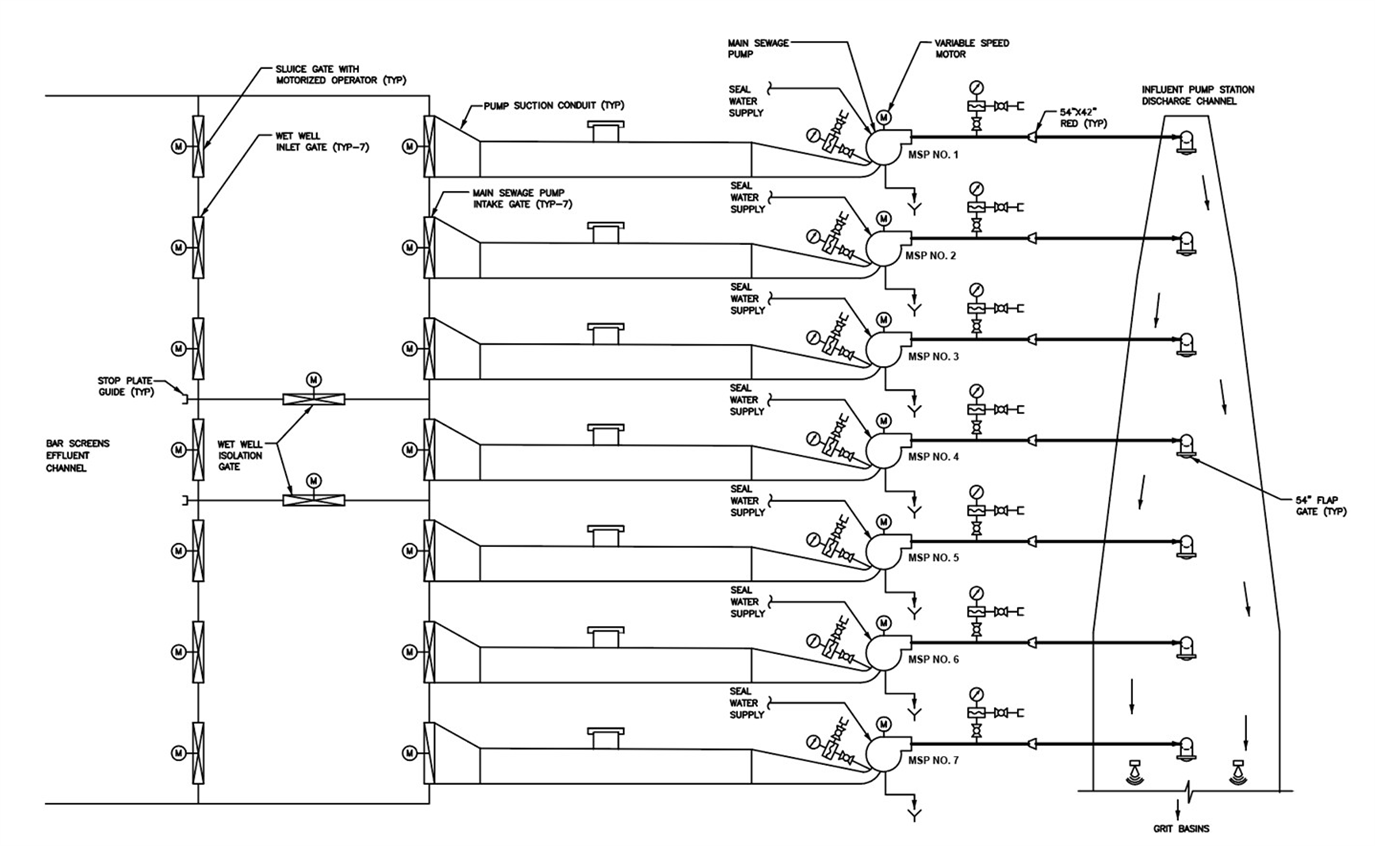 MAIN SEWAGE
PUMP
VARIABLE SPEED
MOTOR
SLUICE GATE WITH
MOTORIZED OPERATOR (TYP)
SEAL
WATER
SUPPLY
INFLUENT PUMP STATION
DISCHARGE CHANNEL
PUMP SUCTION CONDUIT (TYP)
54"X42"
RED (TYP)
M
WET WELL
INLET GATE (TYP-7)
M
M
MSP NO. 1
MAIN SEWAGE PUMP
INTAKE GATE (TYP-7)
SEAL
WATER
SUPPLY
M
M
M
MSP NO. 2
SEAL
WATER
SUPPLY
M
M
M
MSP NO. 3
STOP PLATE
GUIDE (TYP)
M
SEAL
WATER
SUPPLY
M
BAR SCREENS
EFFLUENT
CHANNEL
WET WELL
ISOLATION
GATE
M
M
MSP NO. 4
M
SEAL
WATER
SUPPLY
54" FLAP
GATE (TYP)
M
M
M
MSP NO. 5
SEAL
WATER
SUPPLY
M
M
M
MSP NO. 6
SEAL
WATER
SUPPLY
M
M
M
MSP NO. 7
GRIT BASINS